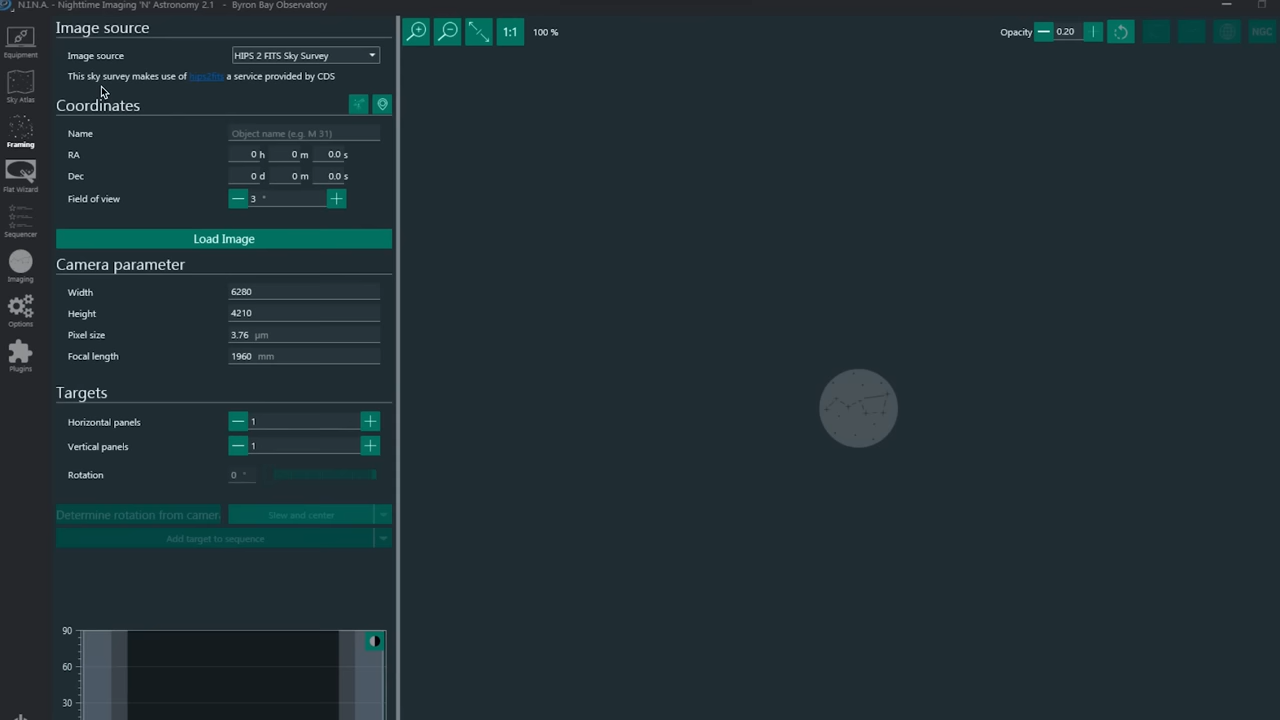 N.I.N.A. - Nighttime Imaging 'N' Astronomy 2.1 - Byron Bay Observatory
Equipment
Sky Atlas
Framing
Flat Wizard
Sequencer
Imaging
Options
Plugins
Image source
Image source HIPS 2 FITS Sky Survey
This sky survey makes use of hips2fits a service provided by CDS
Coordinates
Name Object name (e.g. M 31)
RA 0 h 0 m 0.0 s
Dec 0 d 0 m 0.0 s
Field of view 3 °
Load Image
Camera parameter
Width 6280
Height 4210
Pixel size 3.76 µm
Focal length 1960 mm
Targets
Horizontal panels 1
Vertical panels 1
Rotation 0 °
Determine rotation from camera Slew and center
Add target to sequence
90
60
30
1:1 100 %
Opacity 0.20
NGC